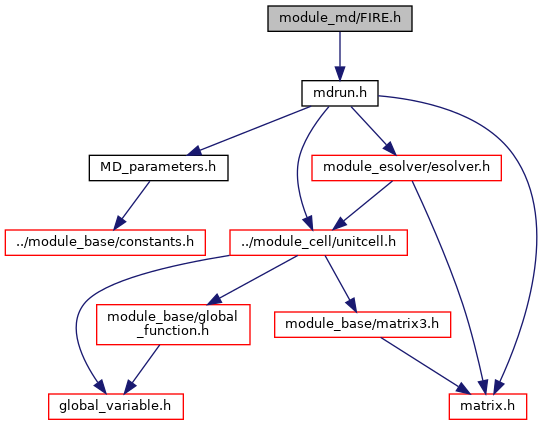 module_md/FIRE.h
mdrun.h
MD_parameters.h
module_esolver/esolver.h
../module_base/constants.h
../module_cell/unitcell.h
module_base/global
_function.h
module_base/matrix3.h
global_variable.h
matrix.h